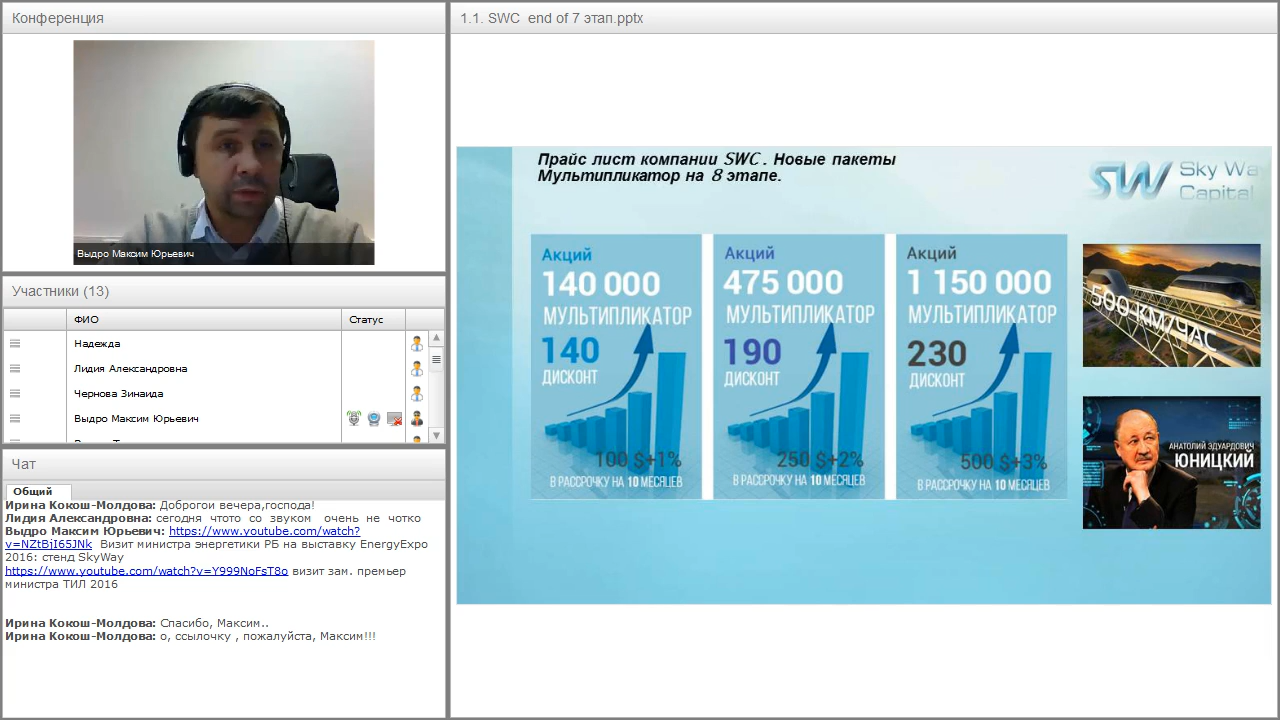 Конференция
Выдро Максим Юрьевич
Участники (13)
ФИО
Статус
Надежда
Лидия Александровна
Чернова Зинаида
Выдро Максим Юрьевич
Чат
Общий
Ирина Кокош-Молдова: Доброгои вечера,господа!
Лидия Александровна: сегодня чтото со звуком очень не чотко
Выдро Максим Юрьевич: https://www.youtube.com/watch?
v=NZtBjI65JNk Визит министра энергетики РБ на выставку EnergyExpo
2016: стенд SkyWay
https://www.youtube.com/watch?v=Y999NoFsT8o визит зам. премьер
министра ТИЛ 2016
Ирина Кокош-Молдова: Спасибо, Максим..
Ирина Кокош-Молдова: о, ссылочку , пожалуйста, Максим!!!
1.1. SWC end of 7 этап.pptx
Прайс лист компании SWC . Новые пакеты
Мультипликатор на 8 этапе.
SW Sky Wa
Capital
Акций
140 000
МУЛЬТИПЛИКАТОР
140
ДИСКОНТ
100 $+1%
В РАССРОЧКУ НА 10 МЕСЯЦЕВ
Акций
475 000
МУЛЬТИПЛИКАТОР
190
ДИСКОНТ
250 $+2%
В РАССРОЧКУ НА 10 МЕСЯЦЕВ
Акций
1 150 000
МУЛЬТИПЛИКАТОР
230
ДИСКОНТ
500 $+3%
В РАССРОЧКУ НА 10 МЕСЯЦЕВ
500 КМ/ЧАС
АНАТОЛИЙ ЭДУАРДОВИЧ
ЮНИЦКИЙ